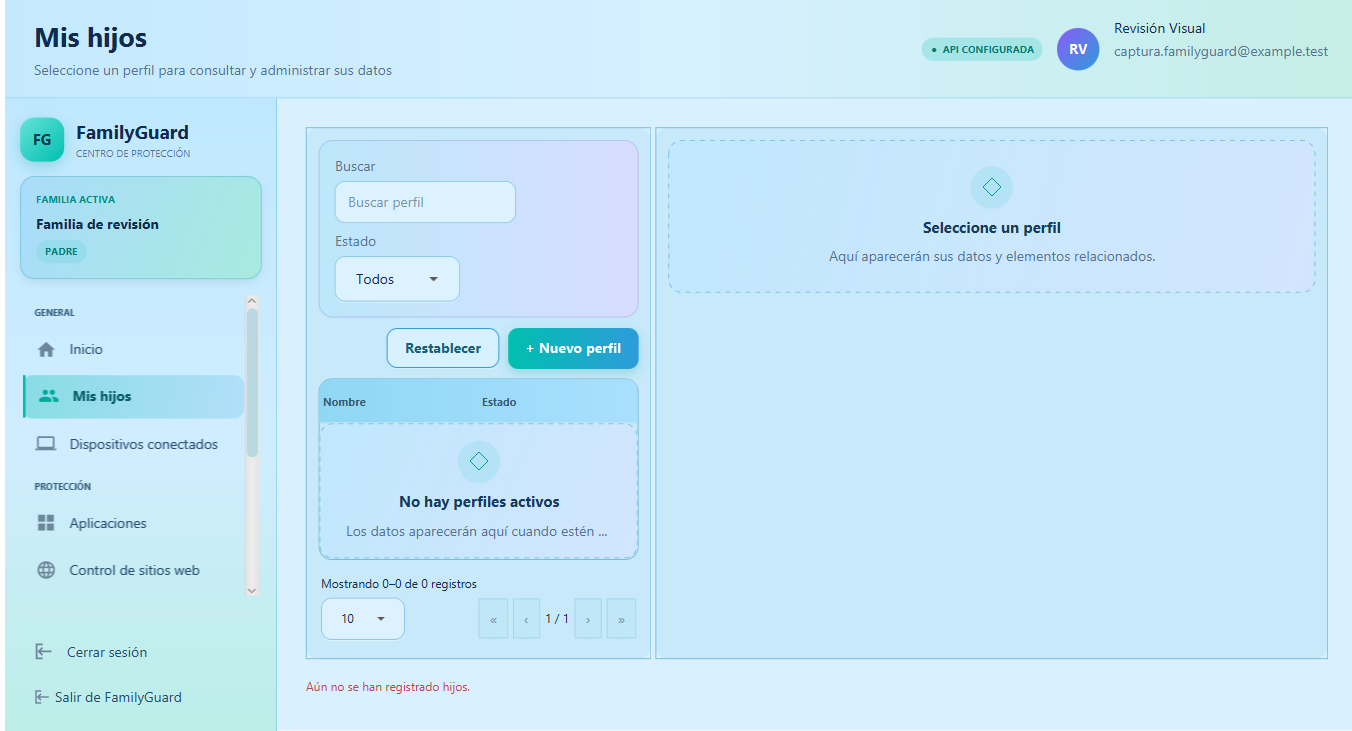 Mis hijos
Seleccione un perfil para consultar y administrar sus datos
• API CONFIGURADA
RV
Revisión Visual
captura.familyguard@example.test
FG
FamilyGuard
CENTRO DE PROTECCIÓN
FAMILIA ACTIVA
Familia de revisión
PADRE
GENERAL
Inicio
Mis hijos
Dispositivos conectados
PROTECCIÓN
Aplicaciones
Control de sitios web
Cerrar sesión
Salir de FamilyGuard
Buscar
Buscar perfil
Estado
Todos
Restablecer
+ Nuevo perfil
Nombre Estado
No hay perfiles activos
Los datos aparecerán aquí cuando estén ...
Mostrando 0–0 de 0 registros
10
« ‹ 1 / 1 › »
Seleccione un perfil
Aquí aparecerán sus datos y elementos relacionados.
Aún no se han registrado hijos.